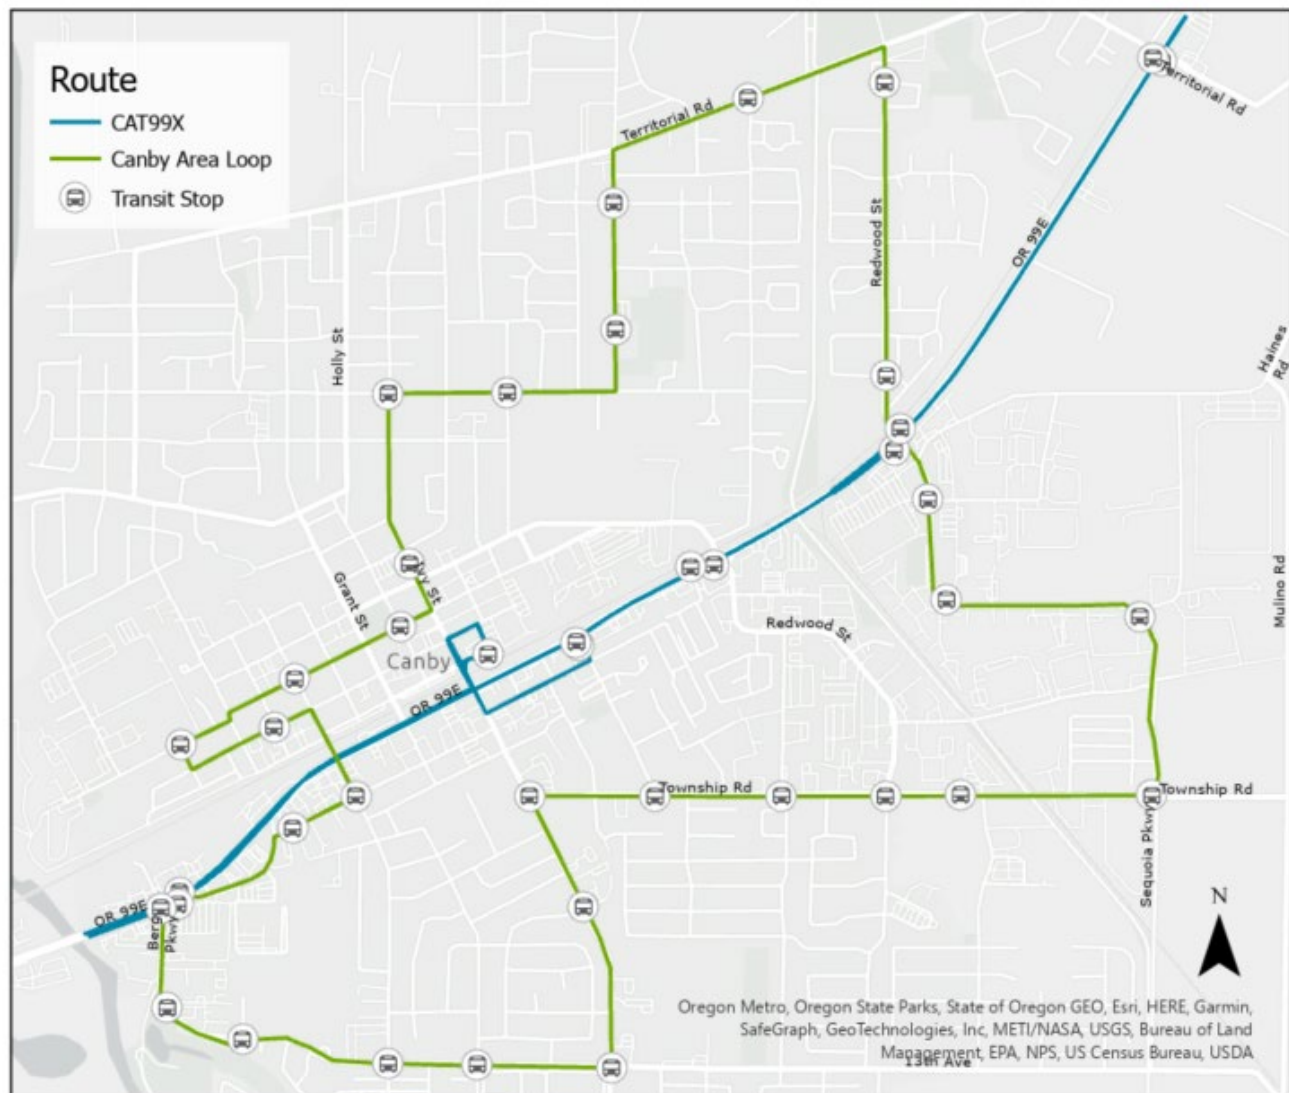 Route
CAT99X
Canby Area Loop
Transit Stop
Territorial Rd
Territorial Rd
Redwood St
OR 99E
Holly St
Haines
Rd
Grant St
Ivy St
Redwood St
Mulino Rd
Canby
OR 99E
Township Rd
Township Rd
Sequoia Pkwy
OR 99E
Berg
Pkwy
N
Oregon Metro, Oregon State Parks, State of Oregon GEO, Esri, HERE, Garmin,
SafeGraph, GeoTechnologies, Inc, METI/NASA, USGS, Bureau of Land
Management, EPA, NPS, US Census Bureau, USDA
13th Ave